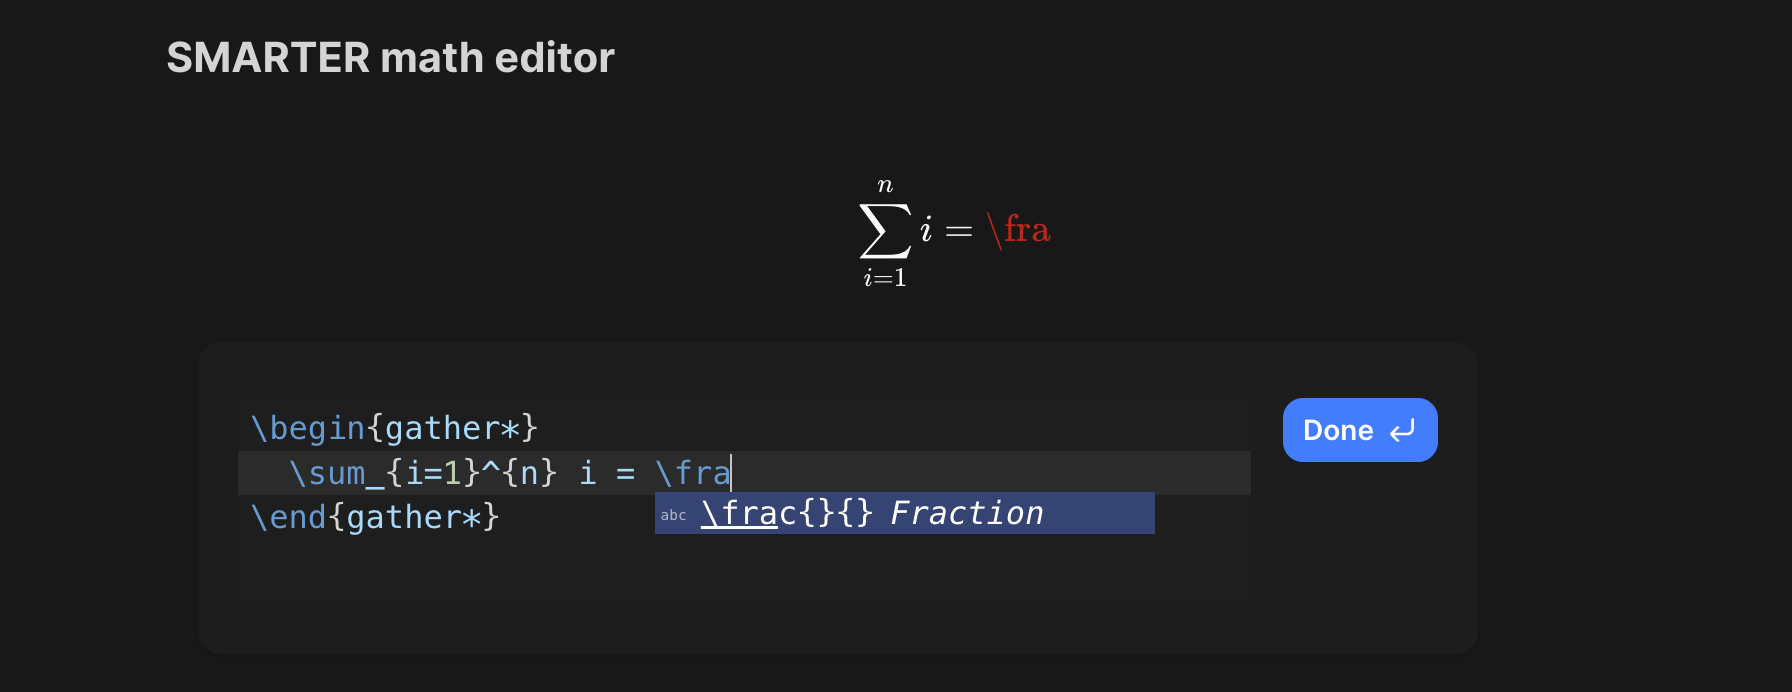 SMARTER math editor
n
∑ i = \fra
i=1
\begin{gather*}
Done
\sum_{i=1}^{n} i = \fra
abc \frac{}{} Fraction
\end{gather*}